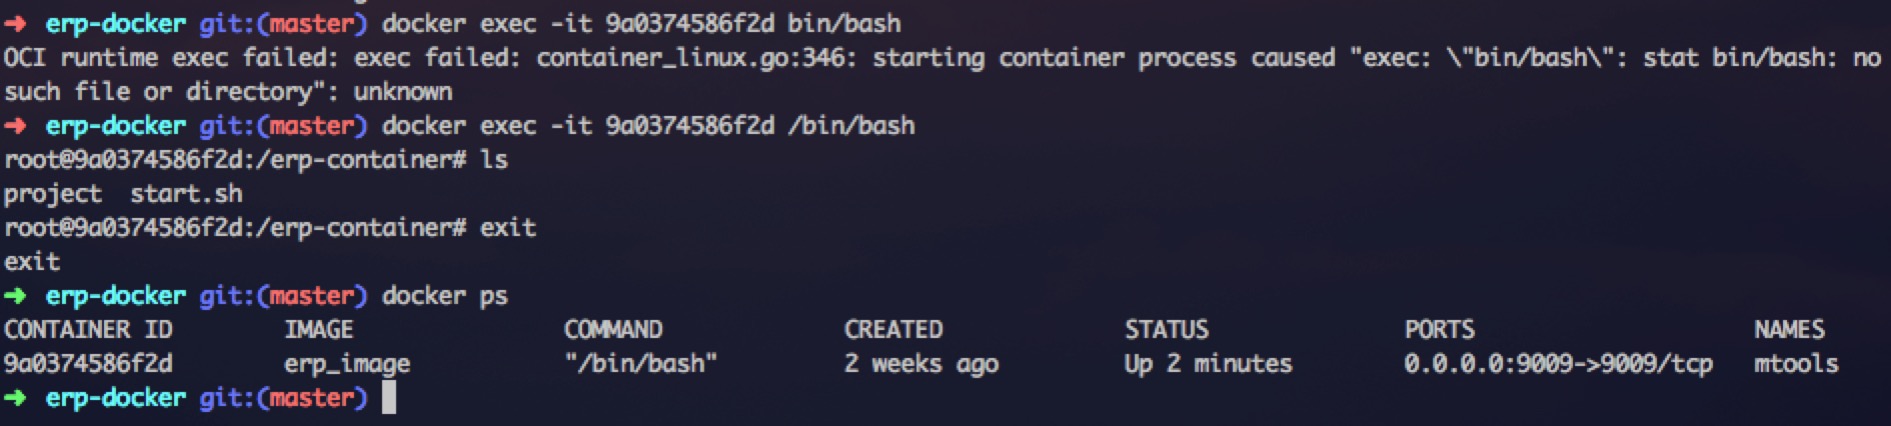 ➜  erp-docker git:(master) docker exec -it 9a0374586f2d bin/bash
OCI runtime exec failed: exec failed: container_linux.go:346: starting container process caused "exec: \"bin/bash\": stat bin/bash: no
such file or directory": unknown
➜  erp-docker git:(master) docker exec -it 9a0374586f2d /bin/bash
root@9a0374586f2d:/erp-container# ls
project  start.sh
root@9a0374586f2d:/erp-container# exit
exit
➜  erp-docker git:(master) docker ps
CONTAINER ID        IMAGE               COMMAND             CREATED             STATUS              PORTS                    NAMES
9a0374586f2d        erp_image           "/bin/bash"         2 weeks ago         Up 2 minutes        0.0.0.0:9009->9009/tcp   mtools
➜  erp-docker git:(master)